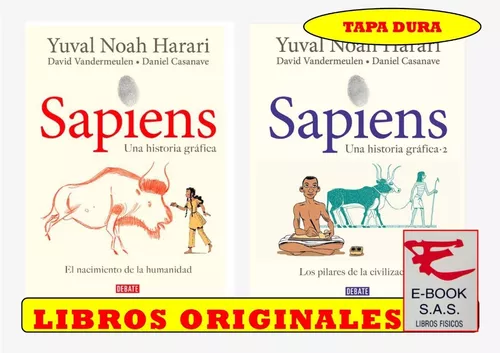 TAPA DURA
Yuval Noah Harari
David Vandermeulen • Daniel Casanave
Sapiens
Una historia gráfica
El nacimiento de la humanidad
DEBATE
Yuval Noah Harari
David Vandermeulen • Daniel Casanave
Sapiens
Una historia gráfica·2
Los pilares de la civiliza
DEBATE
LIBROS ORIGINALES
E-BOOK
S.A.S.
LIBROS FISICOS